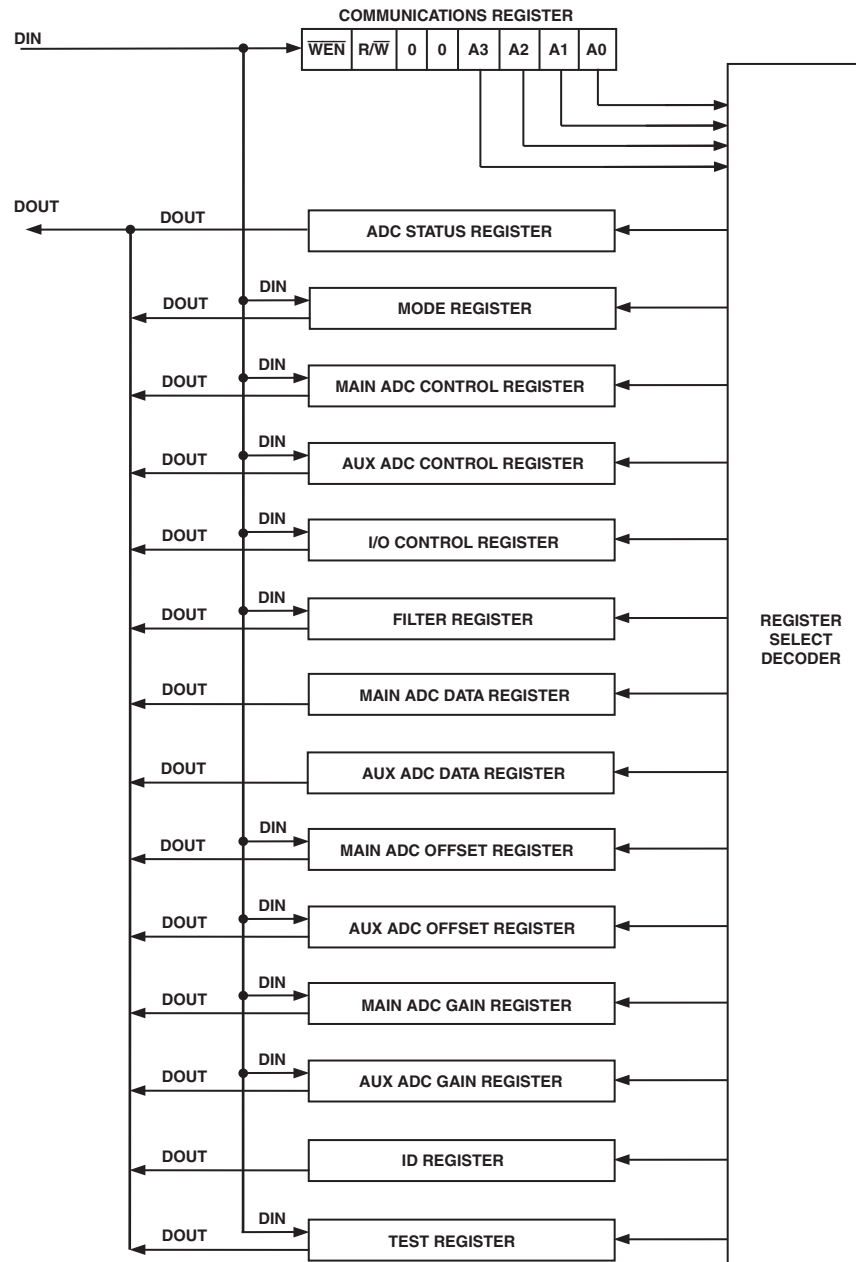 COMMUNICATIONS REGISTER
DIN
W̅E̅N̅ R/W̅ 0 0 A3 A2 A1 A0
DOUT
DOUT
ADC STATUS REGISTER
DIN
DOUT
MODE REGISTER
DIN
DOUT
MAIN ADC CONTROL REGISTER
DIN
DOUT
AUX ADC CONTROL REGISTER
DIN
DOUT
I/O CONTROL REGISTER
DIN
DOUT
FILTER REGISTER
REGISTER
SELECT
DECODER
DOUT
MAIN ADC DATA REGISTER
DOUT
AUX ADC DATA REGISTER
DIN
DOUT
MAIN ADC OFFSET REGISTER
DIN
DOUT
AUX ADC OFFSET REGISTER
DIN
DOUT
MAIN ADC GAIN REGISTER
DIN
DOUT
AUX ADC GAIN REGISTER
DOUT
ID REGISTER
DIN
DOUT
TEST REGISTER